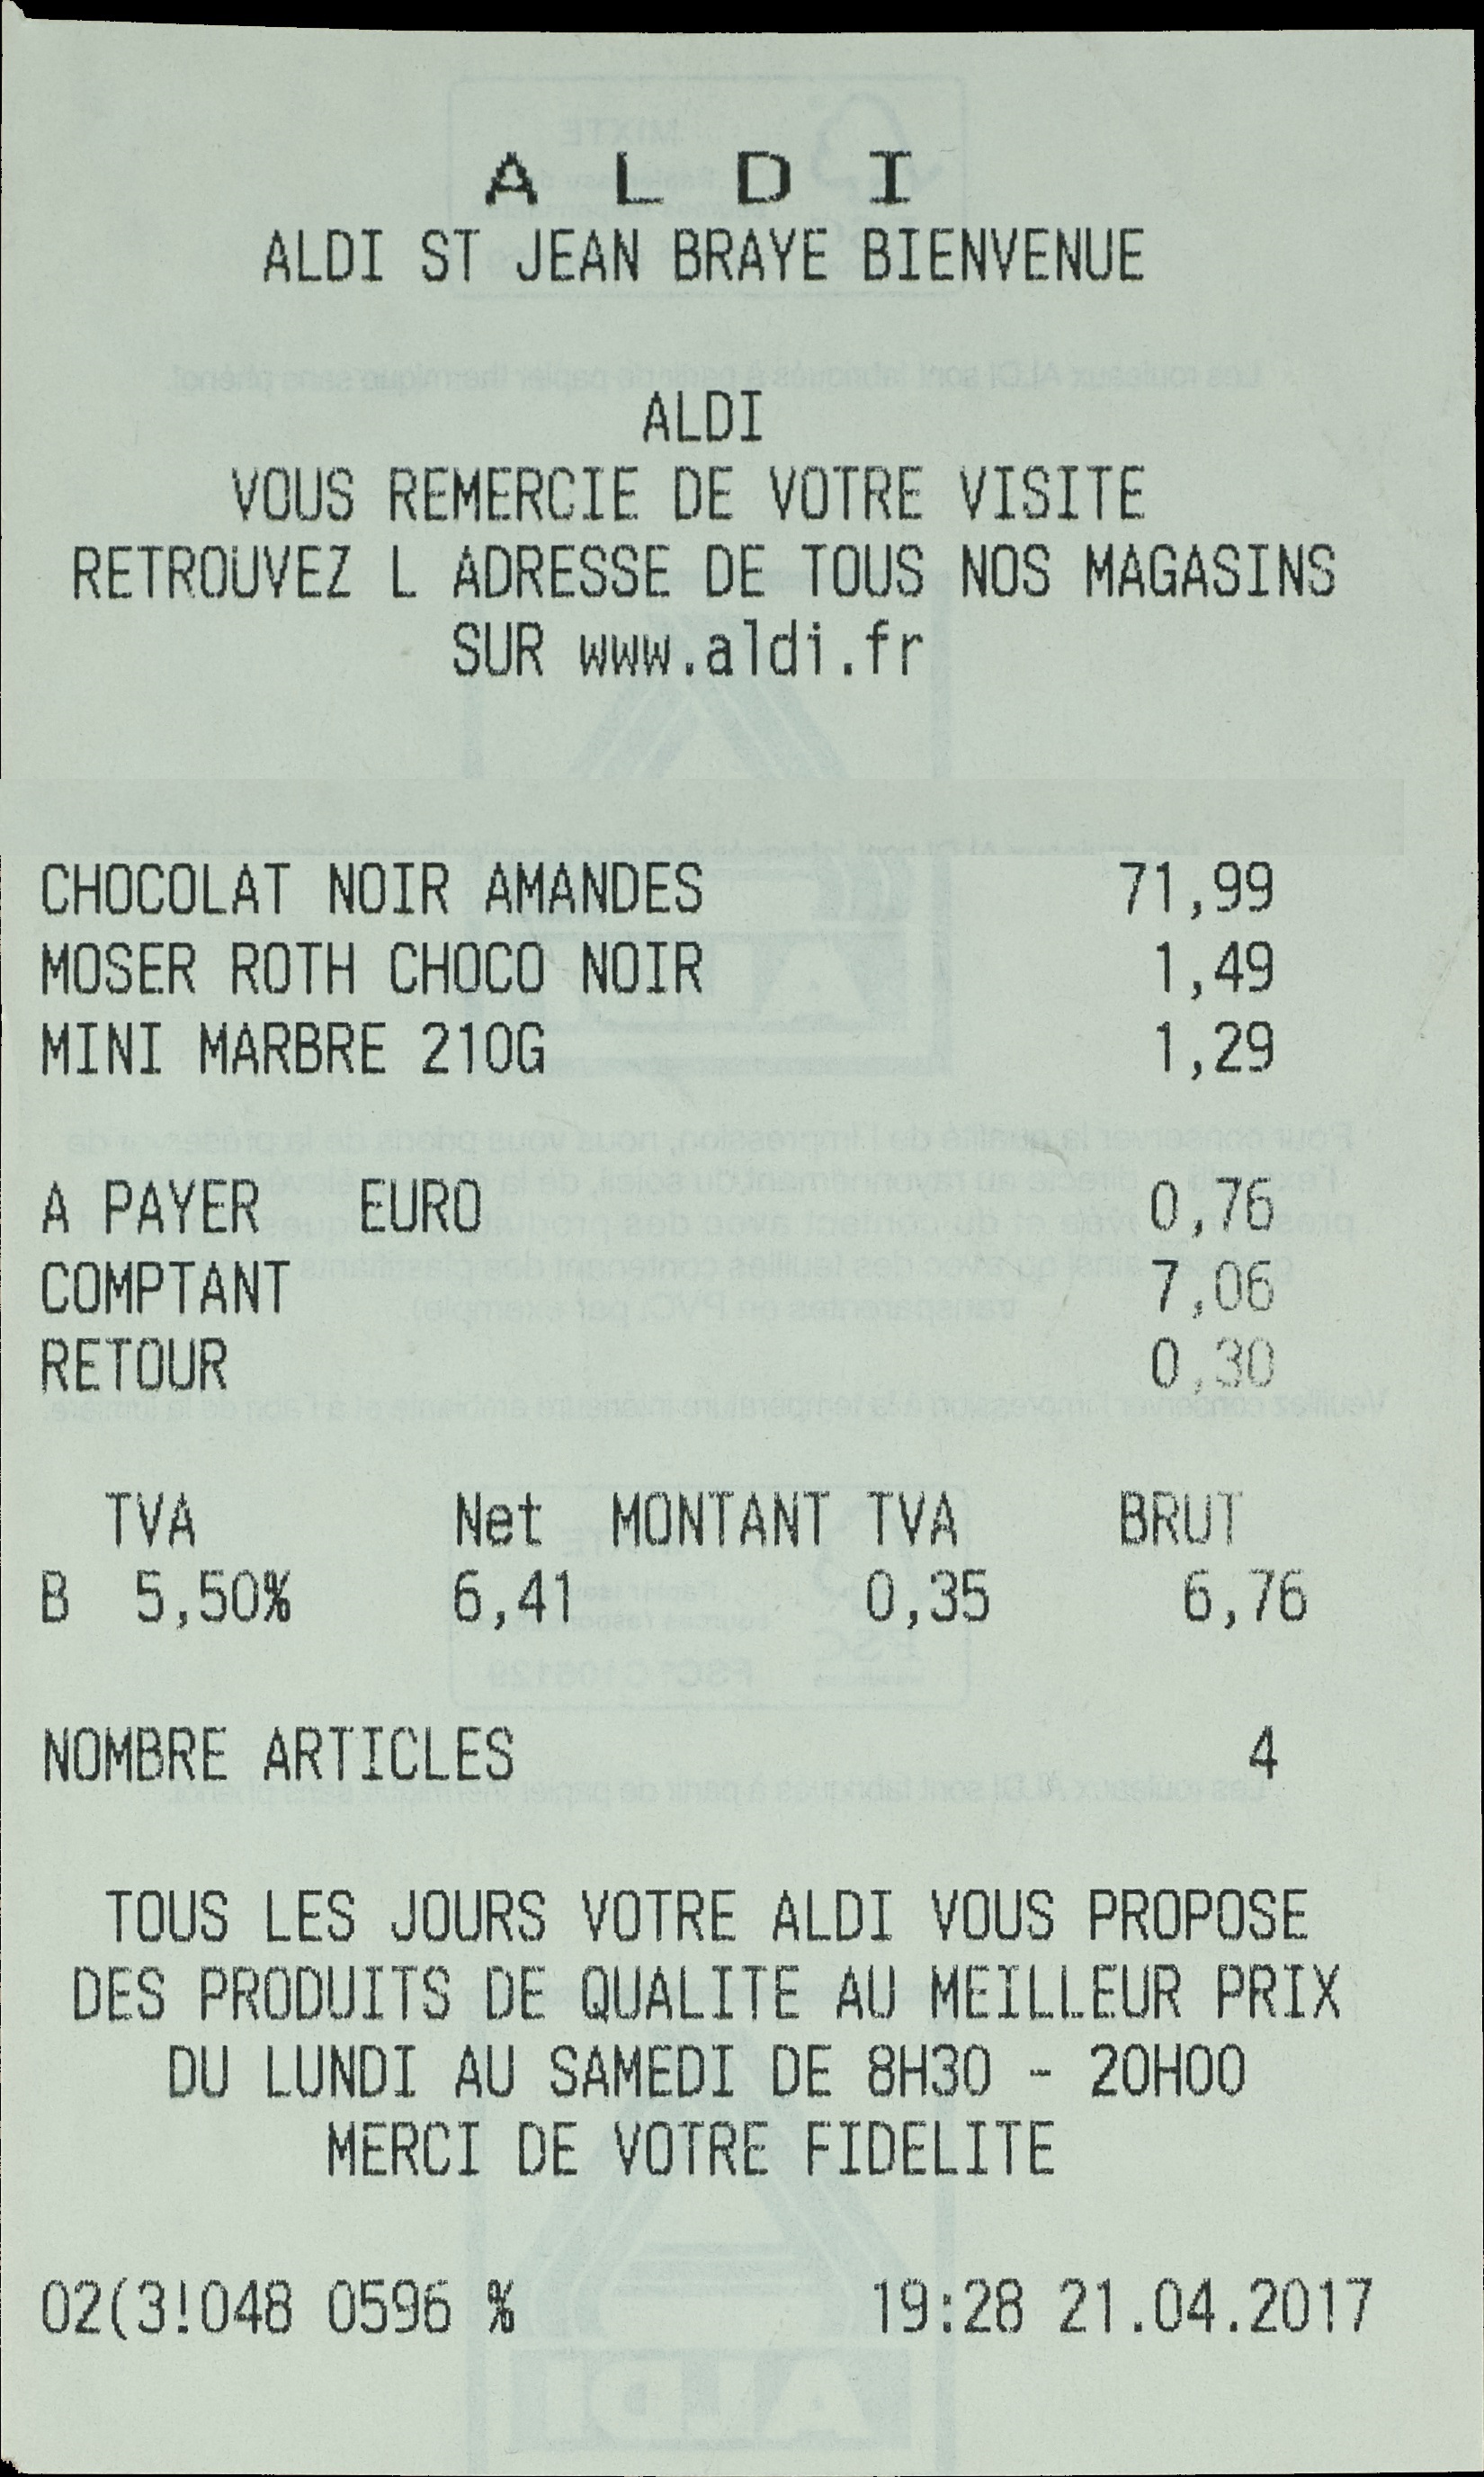 A L D I
ALDI ST JEAN BRAYE BIENVENUE
ALDI
VOUS REMERCIE DE VOTRE VISITE
RETROUVEZ L ADRESSE DE TOUS NOS MAGASINS
SUR www.aldi.fr
CHOCOLAT NOIR AMANDES 71,99
MOSER ROTH CHOCO NOIR 1,49
MINI MARBRE 210G 1,29
A PAYER EURO 0,76
COMPTANT 7,06
RETOUR 0,30
TVA Net MONTANT TVA BRUT
B 5,50% 6,41 0,35 6,76
NOMBRE ARTICLES 4
TOUS LES JOURS VOTRE ALDI VOUS PROPOSE
DES PRODUITS DE QUALITE AU MEILLEUR PRIX
DU LUNDI AU SAMEDI DE 8H30 - 20H00
MERCI DE VOTRE FIDELITE
02(3!048 0596 % 19:28 21.04.2017